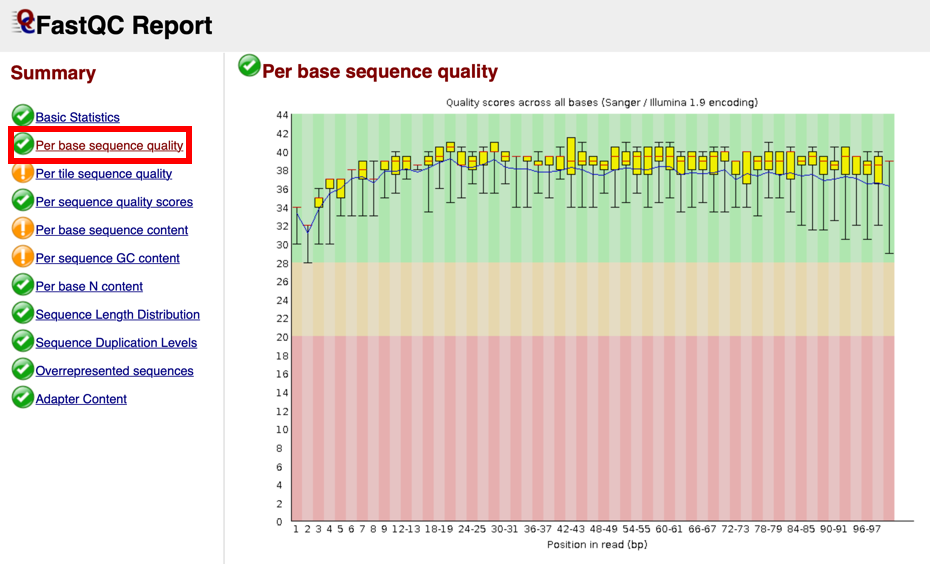 FastQC Report
Summary
Basic Statistics
Per base sequence quality
Per tile sequence quality
Per sequence quality scores
Per base sequence content
Per sequence GC content
Per base N content
Sequence Length Distribution
Sequence Duplication Levels
Overrepresented sequences
Adapter Content
Per base sequence quality
Quality scores across all bases (Sanger / Illumina 1.9 encoding)
44
42
40
38
36
34
32
30
28
26
24
22
20
18
16
14
12
10
8
6
4
2
0
1 2 3 4 5 6 7 8 9 12-13 18-19 24-25 30-31 36-37 42-43 48-49 54-55 60-61 66-67 72-73 78-79 84-85 90-91 96-97
Position in read (bp)